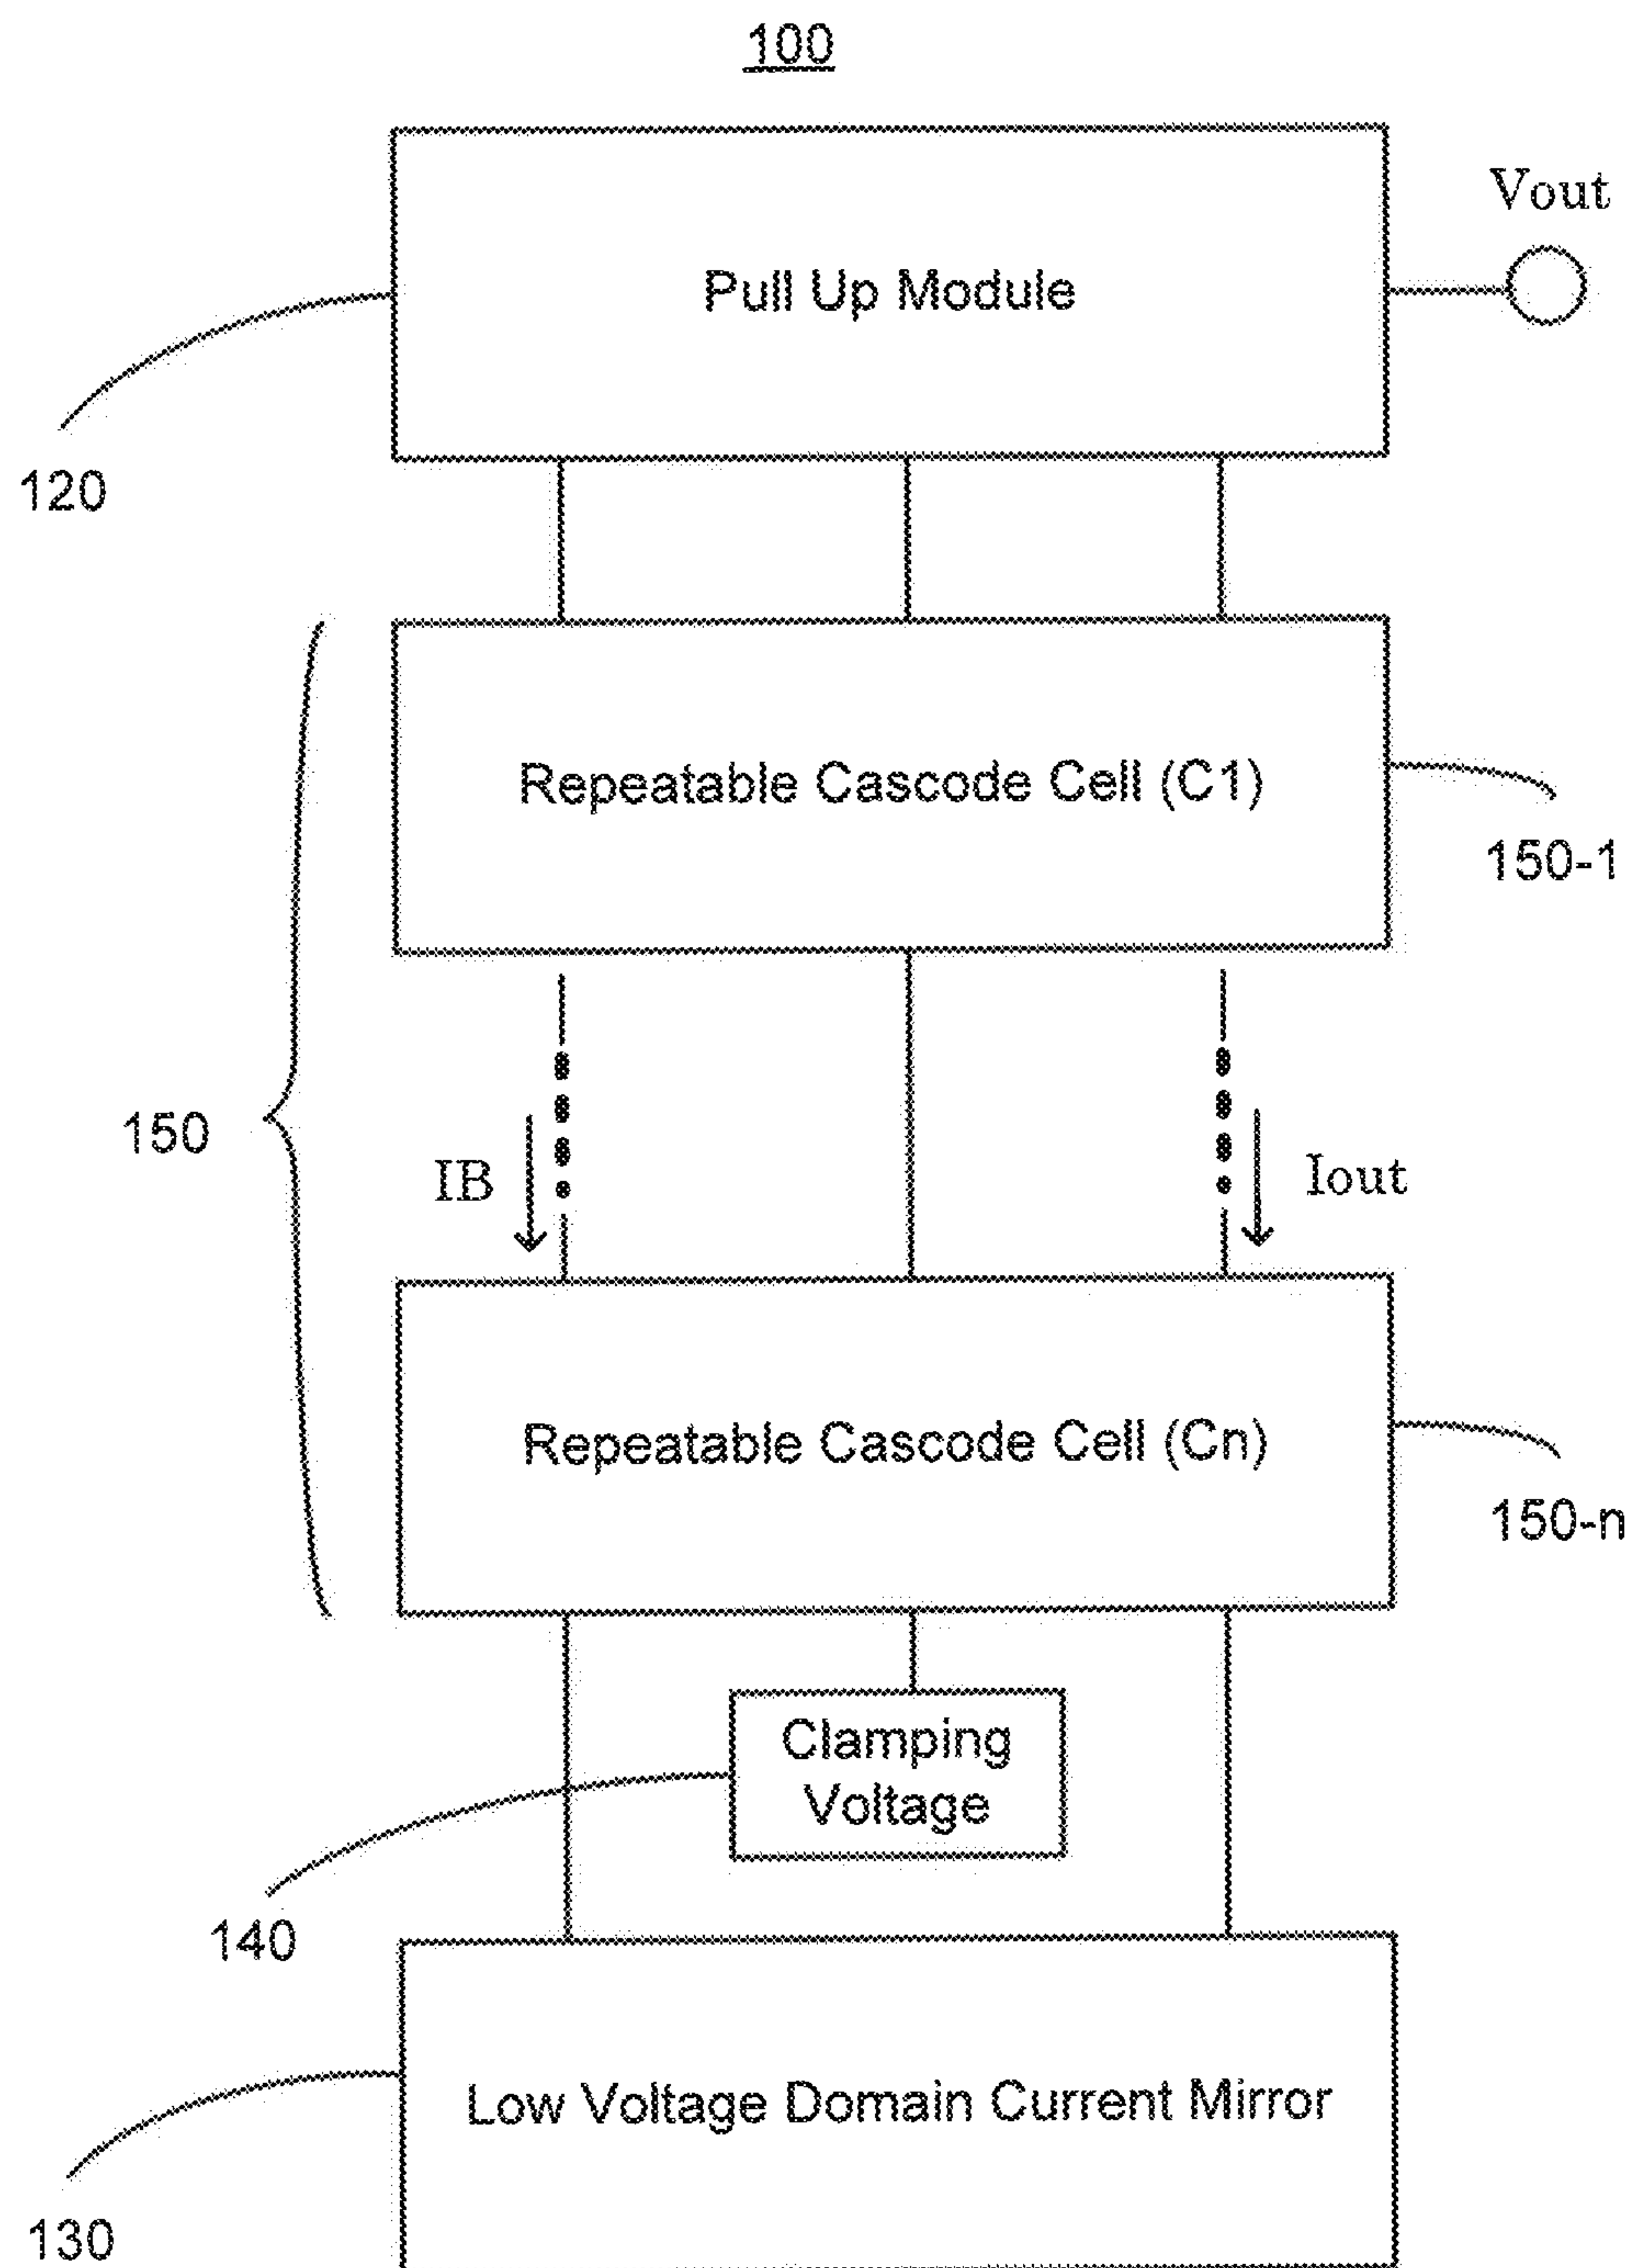 100
Vout
Pull Up Module
120
Repeatable Cascode Cell (C1)
150-1
150
IB
Iout
Repeatable Cascode Cell (Cn)
150-n
Clamping
Voltage
140
Low Voltage Domain Current Mirror
130